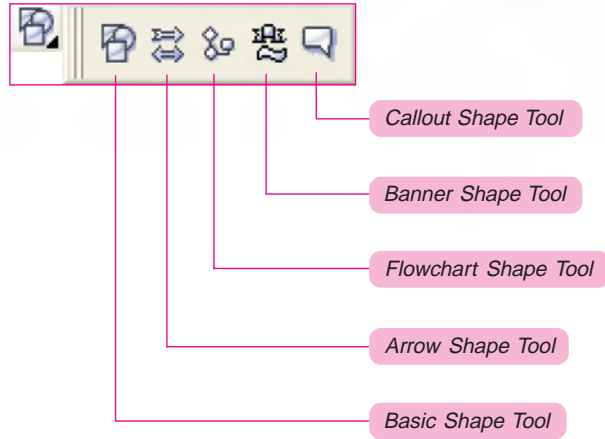 Callout Shape Tool
Banner Shape Tool
Flowchart Shape Tool
Arrow Shape Tool
Basic Shape Tool